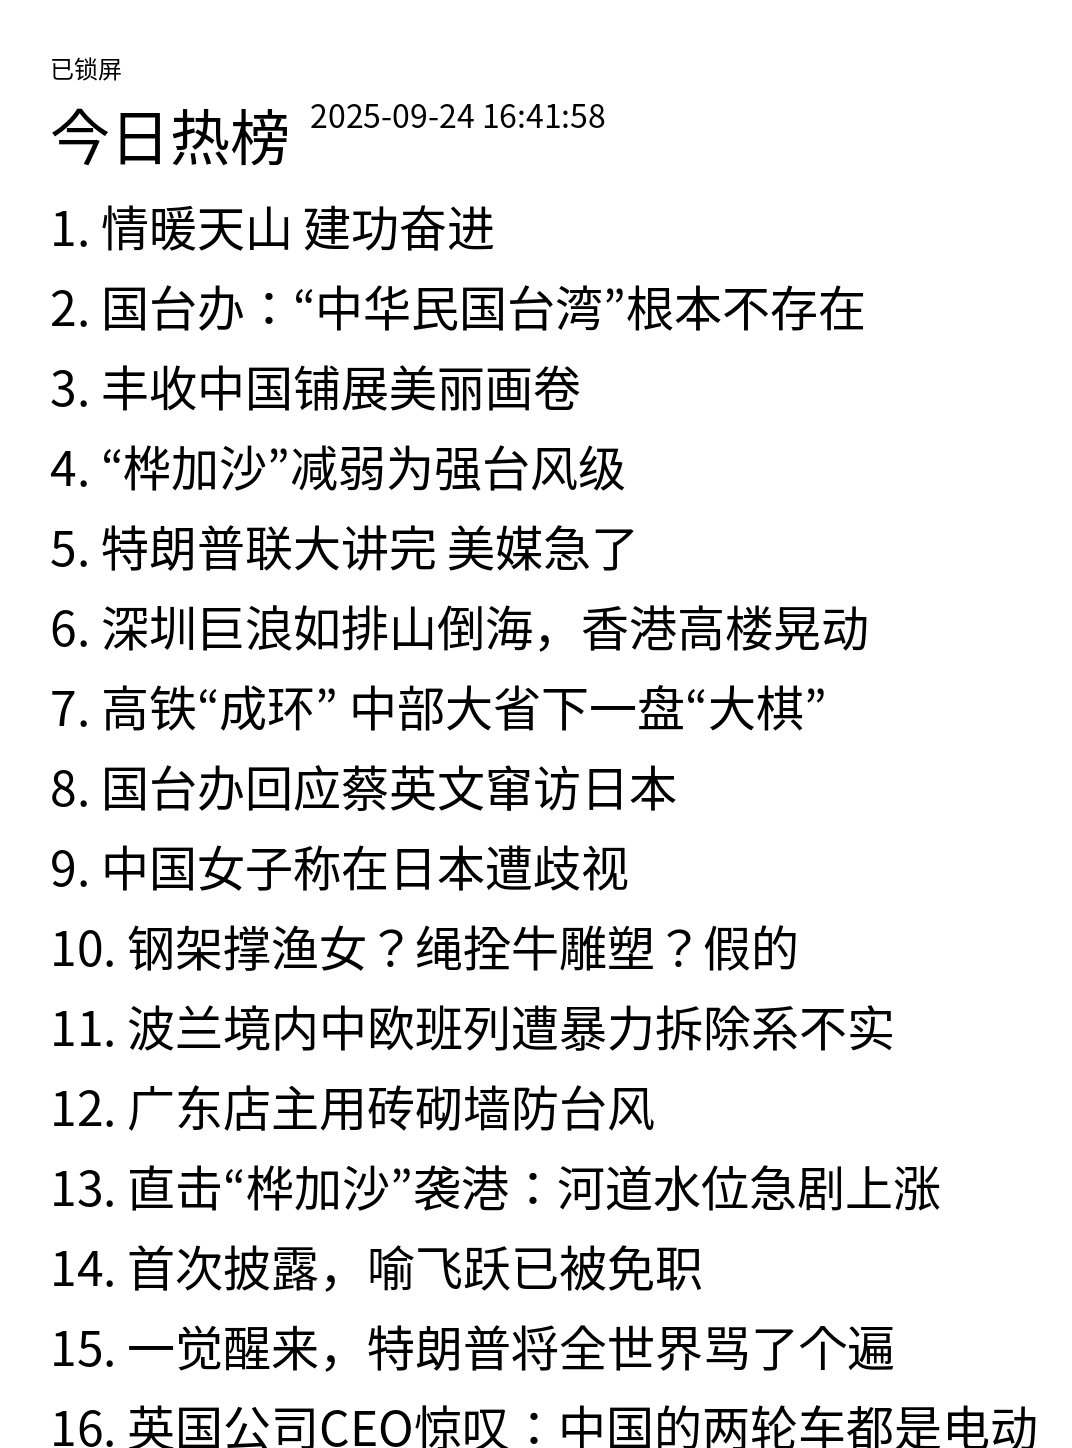 已锁屏
今日热榜 2025-09-24 16:41:58
1. 情暖天山 建功奋进
2. 国台办：“中华民国台湾”根本不存在
3. 丰收中国铺展美丽画卷
4. “桦加沙”减弱为强台风级
5. 特朗普联大讲完 美媒急了
6. 深圳巨浪如排山倒海，香港高楼晃动
7. 高铁“成环” 中部大省下一盘“大棋”
8. 国台办回应蔡英文窜访日本
9. 中国女子称在日本遭歧视
10. 钢架撑渔女？绳拴牛雕塑？假的
11. 波兰境内中欧班列遭暴力拆除系不实
12. 广东店主用砖砌墙防台风
13. 直击“桦加沙”袭港：河道水位急剧上涨
14. 首次披露，喻飞跃已被免职
15. 一觉醒来，特朗普将全世界骂了个遍
16. 英国公司CEO惊叹：中国的两轮车都是电动